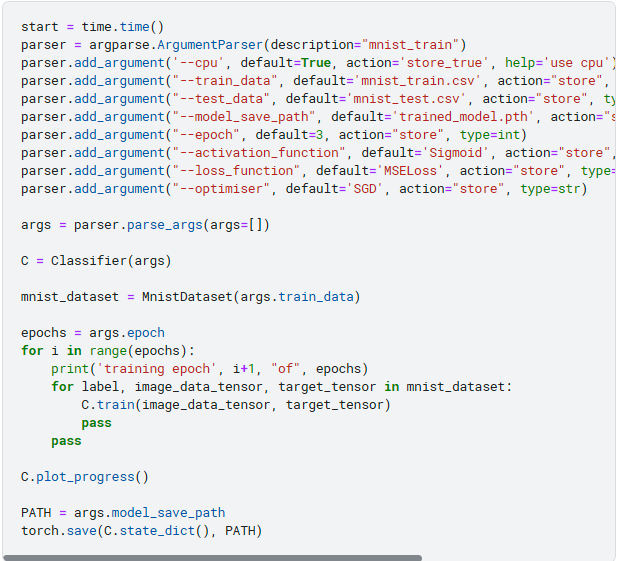 start = time.time()
parser = argparse.ArgumentParser(description="mnist_train")
parser.add_argument('--cpu', default=True, action='store_true', help='use cpu')
parser.add_argument("--train_data", default='mnist_train.csv', action="store",
parser.add_argument("--test_data", default='mnist_test.csv', action="store", ty
parser.add_argument("--model_save_path", default='trained_model.pth', action="s
parser.add_argument("--epoch", default=3, action="store", type=int)
parser.add_argument("--activation_function", default='Sigmoid', action="store",
parser.add_argument("--loss_function", default='MSELoss', action="store", type=
parser.add_argument("--optimiser", default='SGD', action="store", type=str)

args = parser.parse_args(args=[])

C = Classifier(args)

mnist_dataset = MnistDataset(args.train_data)

epochs = args.epoch
for i in range(epochs):
    print('training epoch', i+1, "of", epochs)
    for label, image_data_tensor, target_tensor in mnist_dataset:
        C.train(image_data_tensor, target_tensor)
        pass
    pass

C.plot_progress()

PATH = args.model_save_path
torch.save(C.state_dict(), PATH)